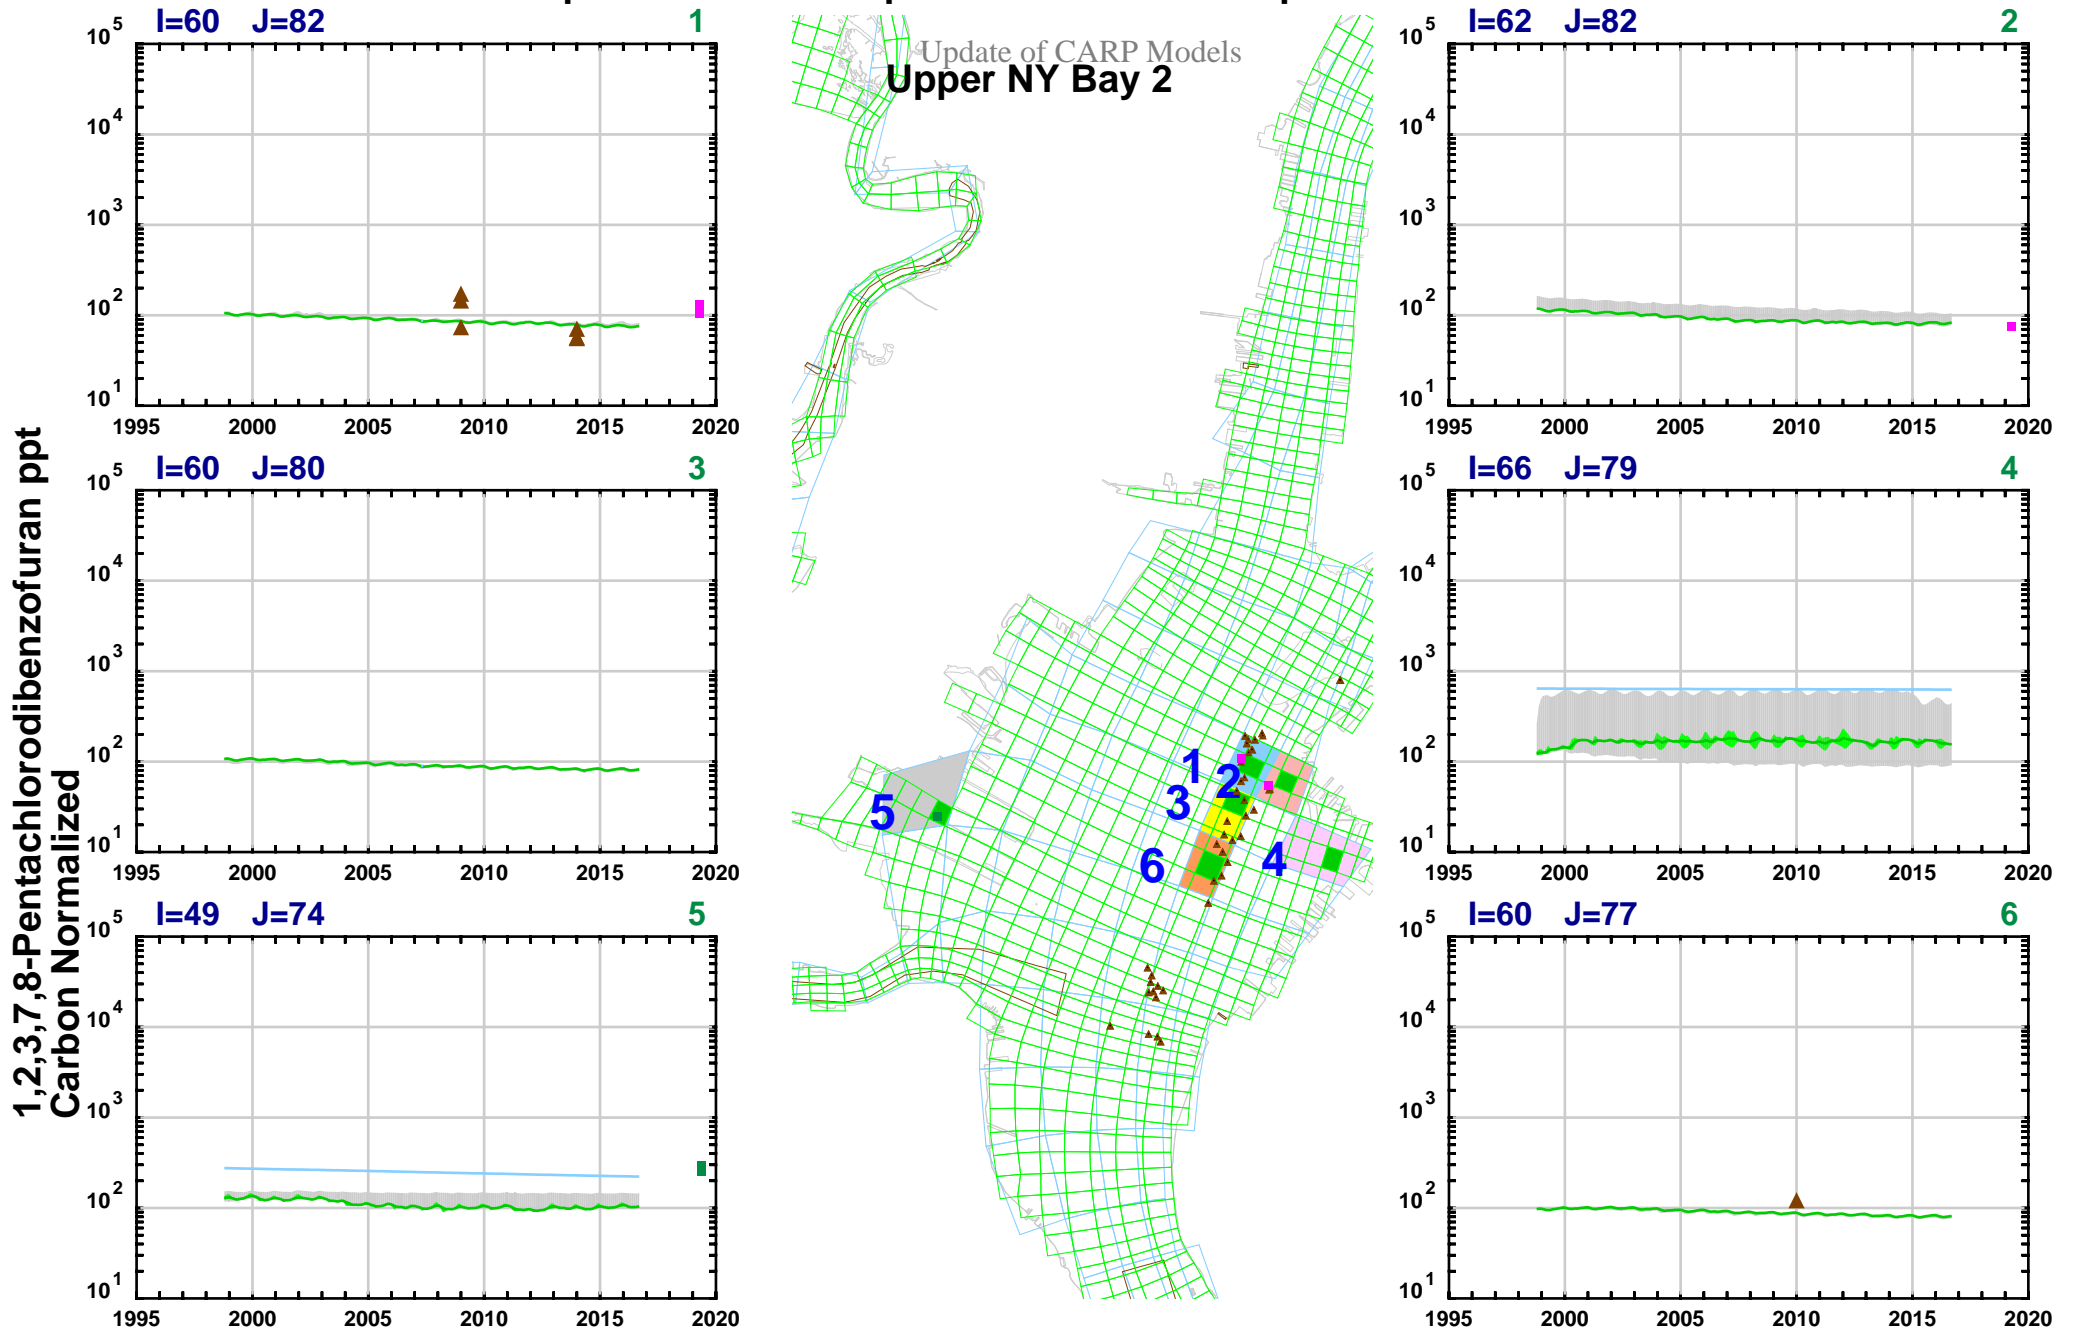 Update of CARP Models
Upper NY Bay 2
1,2,3,7,8-Pentachlorodibenzofuran ppt
Carbon Normalized
I=60 J=82 1
10^5
10^4
10^3
10^2
10^1
1995 2000 2005 2010 2015 2020
I=62 J=82 2
10^5
10^4
10^3
10^2
10^1
1995 2000 2005 2010 2015 2020
I=60 J=80 3
10^5
10^4
10^3
10^2
10^1
1995 2000 2005 2010 2015 2020
I=66 J=79 4
10^5
10^4
10^3
10^2
10^1
1995 2000 2005 2010 2015 2020
I=49 J=74 5
10^5
10^4
10^3
10^2
10^1
1995 2000 2005 2010 2015 2020
I=60 J=77 6
10^5
10^4
10^3
10^2
10^1
1995 2000 2005 2010 2015 2020
1
2
3
5
4
6